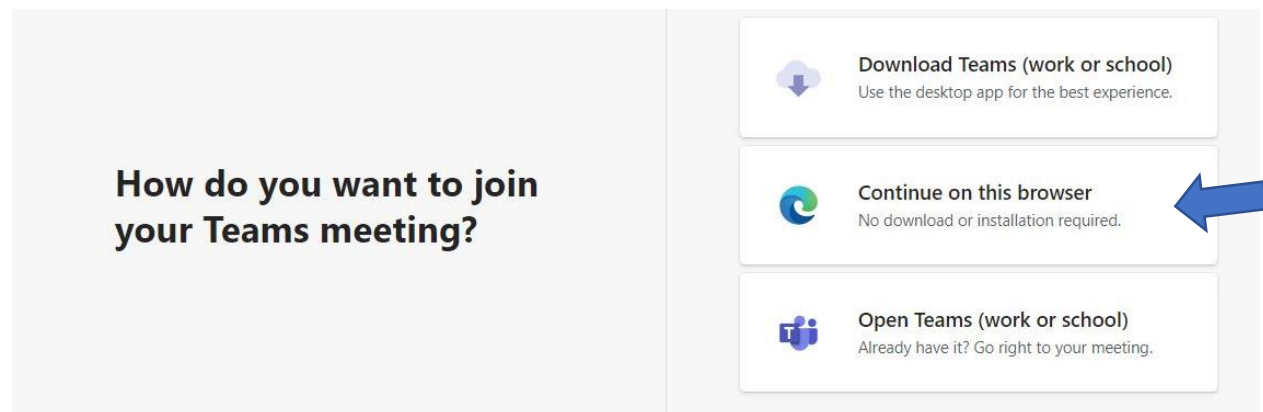 How do you want to join
your Teams meeting?
Download Teams (work or school)
Use the desktop app for the best experience.
Continue on this browser
No download or installation required.
Open Teams (work or school)
Already have it? Go right to your meeting.